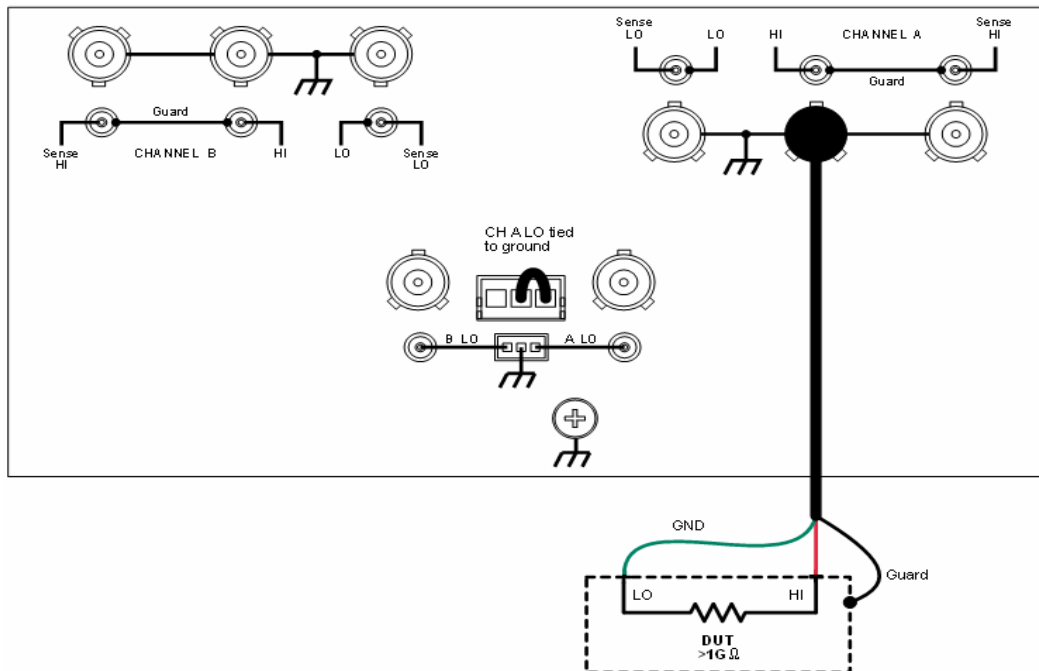 Sense
LO
LO
HI
CHANNEL A
Sense
HI
Guard
Guard
Sense
HI
CHANNEL B
HI
LO
Sense
LO
CH A LO tied
to ground
B LO
A LO
GND
Guard
LO
HI
DUT
>1G Ω